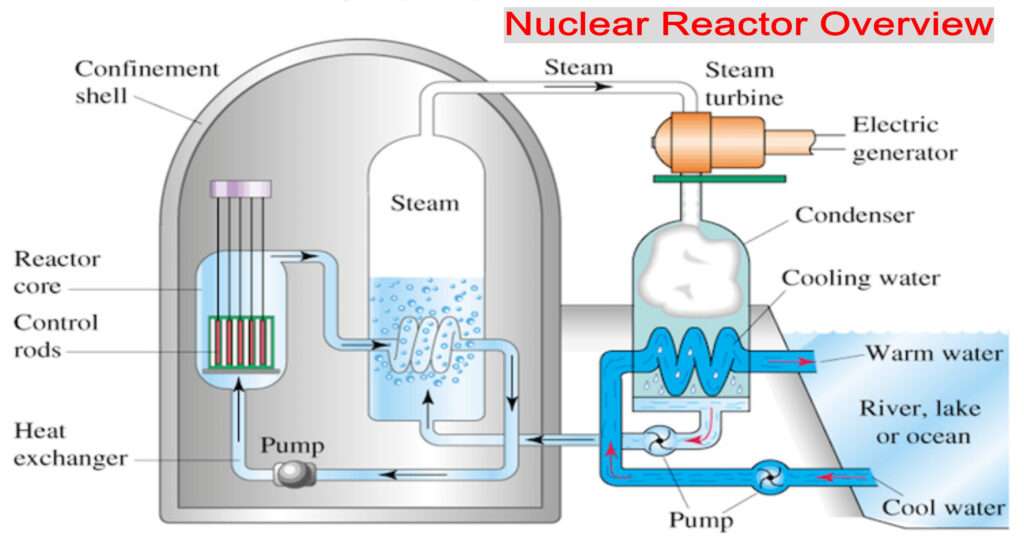 Nuclear Reactor Overview
Confinement
shell
Steam
Steam
turbine
Electric
generator
Steam
Condenser
Reactor
core
Cooling water
Control
rods
Warm water
River, lake
or ocean
Heat
exchanger
Pump
Cool water
Pump